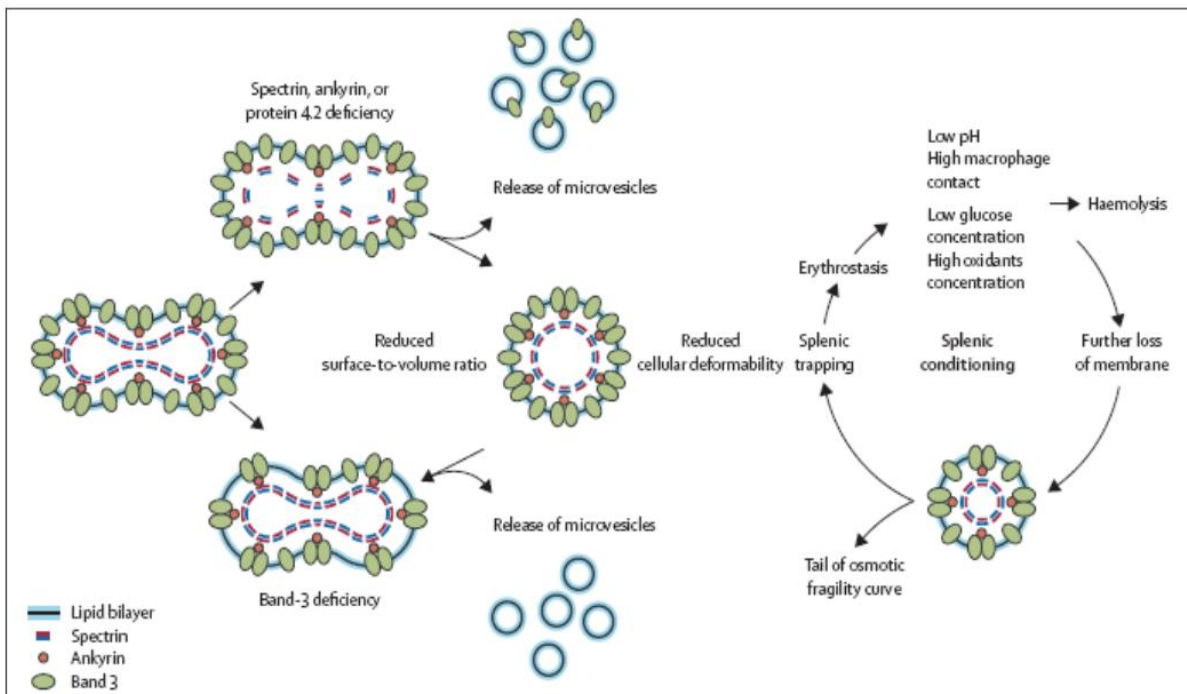 Spectrin, ankyrin, or
protein 4.2 deficiency
Release of microvesicles
Reduced
surface-to-volume ratio
Release of microvesicles
Band-3 deficiency
Reduced
cellular deformability
Splenic
trapping
Erythrostasis
Low pH
High macrophage
contact
Low glucose
concentration
High oxidants
concentration
Haemolysis
Splenic
conditioning
Further loss
of membrane
Tail of osmotic
fragility curve
Lipid bilayer
Spectrin
Ankyrin
Band 3